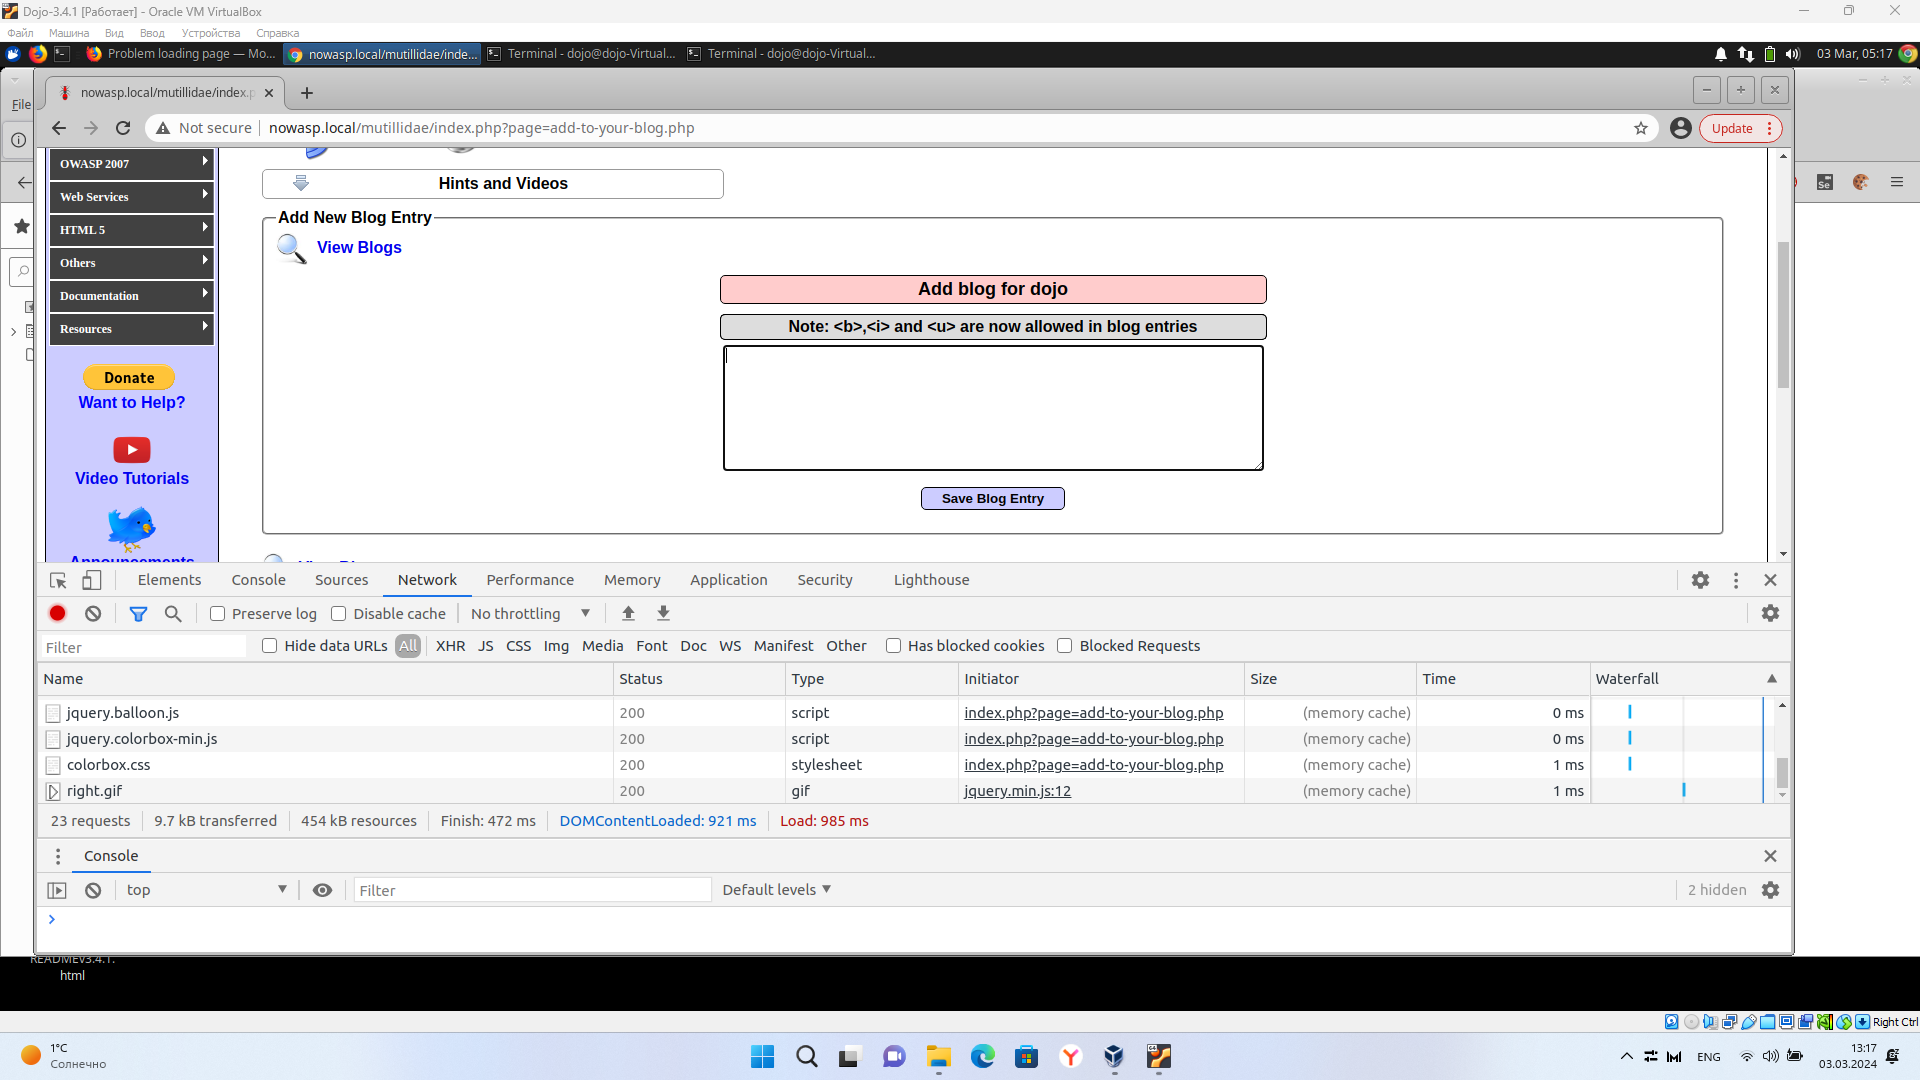 Dojo-3.4.1 [Работает] - Oracle VM VirtualBox
Файл Машина Вид Ввод Устройства Справка
Problem loading page — Mo... nowasp.local/mutillidae/inde... Terminal - dojo@dojo-Virtual... Terminal - dojo@dojo-Virtual... 03 Mar, 05:17
nowasp.local/mutillidae/index.p
File
Not secure nowasp.local/mutillidae/index.php?page=add-to-your-blog.php Update
OWASP 2007
Web Services
HTML 5
Others
Documentation
Resources
Donate
Want to Help?
Video Tutorials
Announcements
Hints and Videos
Add New Blog Entry
View Blogs
Add blog for dojo
Note: <b>,<i> and <u> are now allowed in blog entries
Save Blog Entry
Se
Elements Console Sources Network Performance Memory Application Security Lighthouse
Preserve log Disable cache No throttling
Filter Hide data URLs All XHR JS CSS Img Media Font Doc WS Manifest Other Has blocked cookies Blocked Requests
Name Status Type Initiator Size Time Waterfall
jquery.balloon.js 200 script index.php?page=add-to-your-blog.php (memory cache) 0 ms
jquery.colorbox-min.js 200 script index.php?page=add-to-your-blog.php (memory cache) 0 ms
colorbox.css 200 stylesheet index.php?page=add-to-your-blog.php (memory cache) 1 ms
right.gif 200 gif jquery.min.js:12 (memory cache) 1 ms
23 requests 9.7 kB transferred 454 kB resources Finish: 472 ms DOMContentLoaded: 921 ms Load: 985 ms
Console
top Filter Default levels 2 hidden
READMEv3.4.1.
html
Right Ctrl
1°C
Солнечно
ENG
13:17
03.03.2024